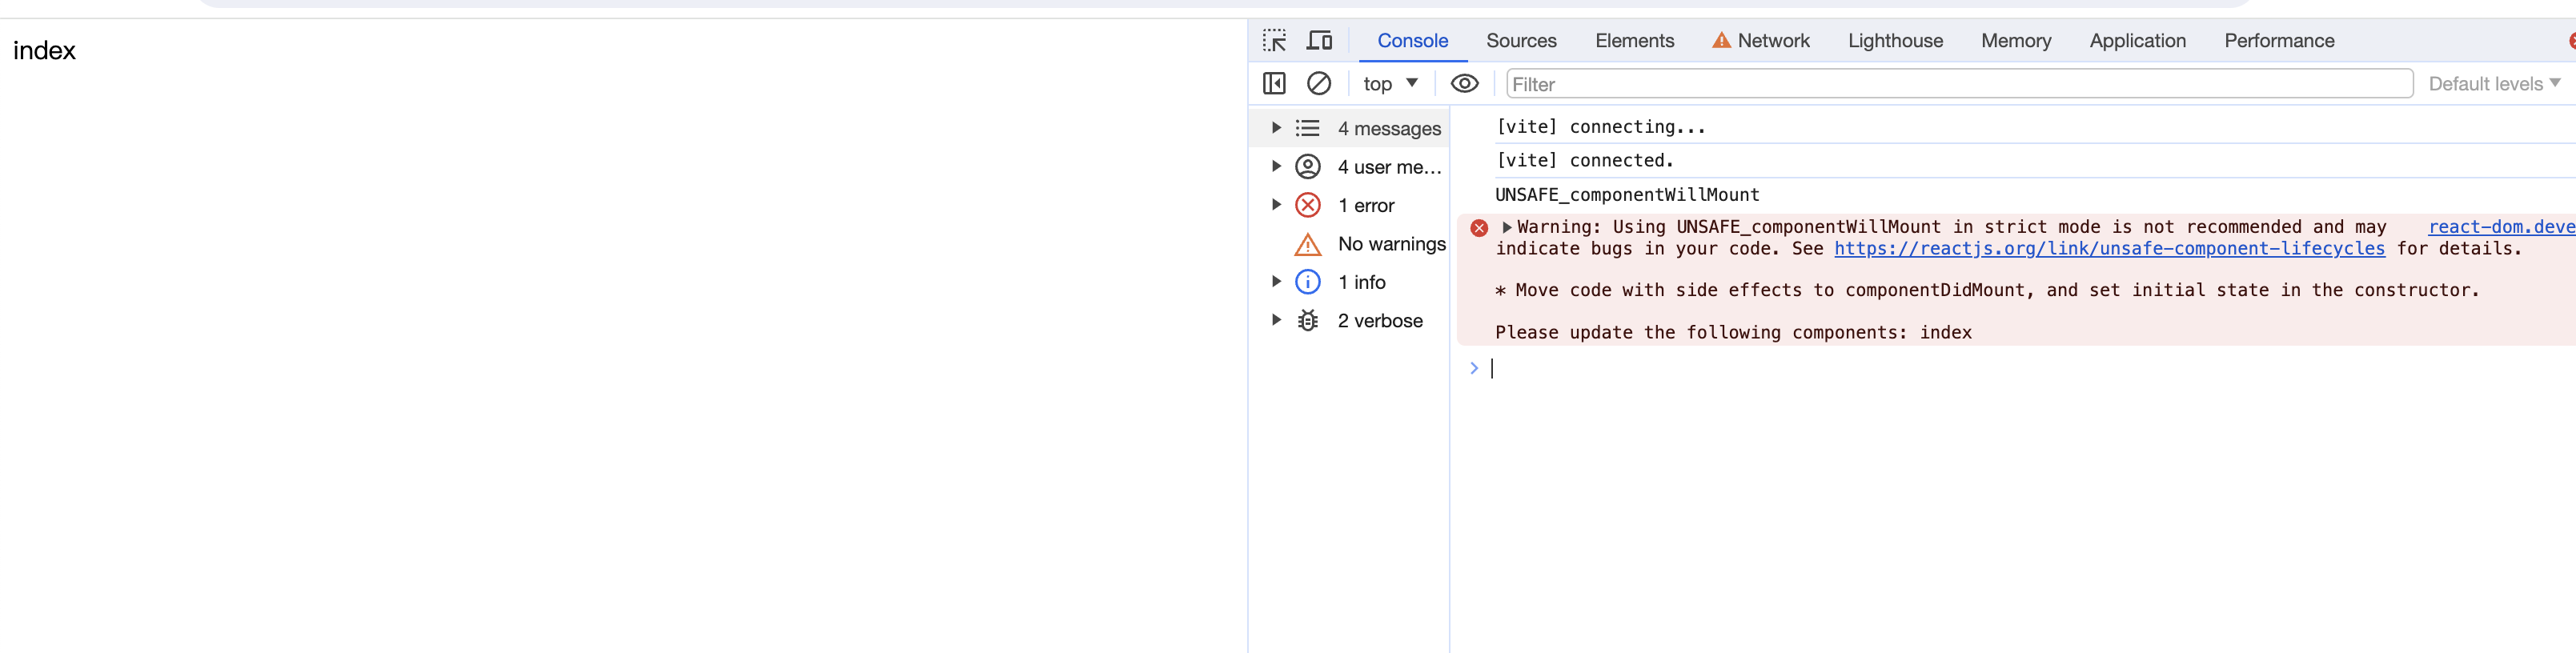 index
Console Sources Elements Network Lighthouse Memory Application Performance
top Filter Default levels
4 messages
4 user me...
1 error
No warnings
1 info
2 verbose
[vite] connecting...
[vite] connected.
UNSAFE_componentWillMount
Warning: Using UNSAFE_componentWillMount in strict mode is not recommended and may react-dom.deve
indicate bugs in your code. See https://reactjs.org/link/unsafe-component-lifecycles for details.
* Move code with side effects to componentDidMount, and set initial state in the constructor.
Please update the following components: index
>